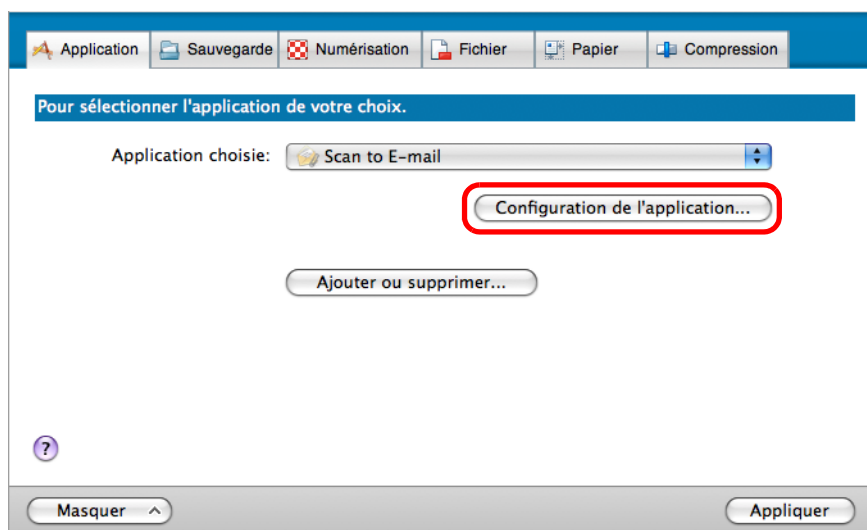 Application Sauvegarde Numérisation Fichier Papier Compression
Pour sélectionner l'application de votre choix.
Application choisie: Scan to E-mail
Configuration de l'application...
Ajouter ou supprimer...
?
Masquer Appliquer